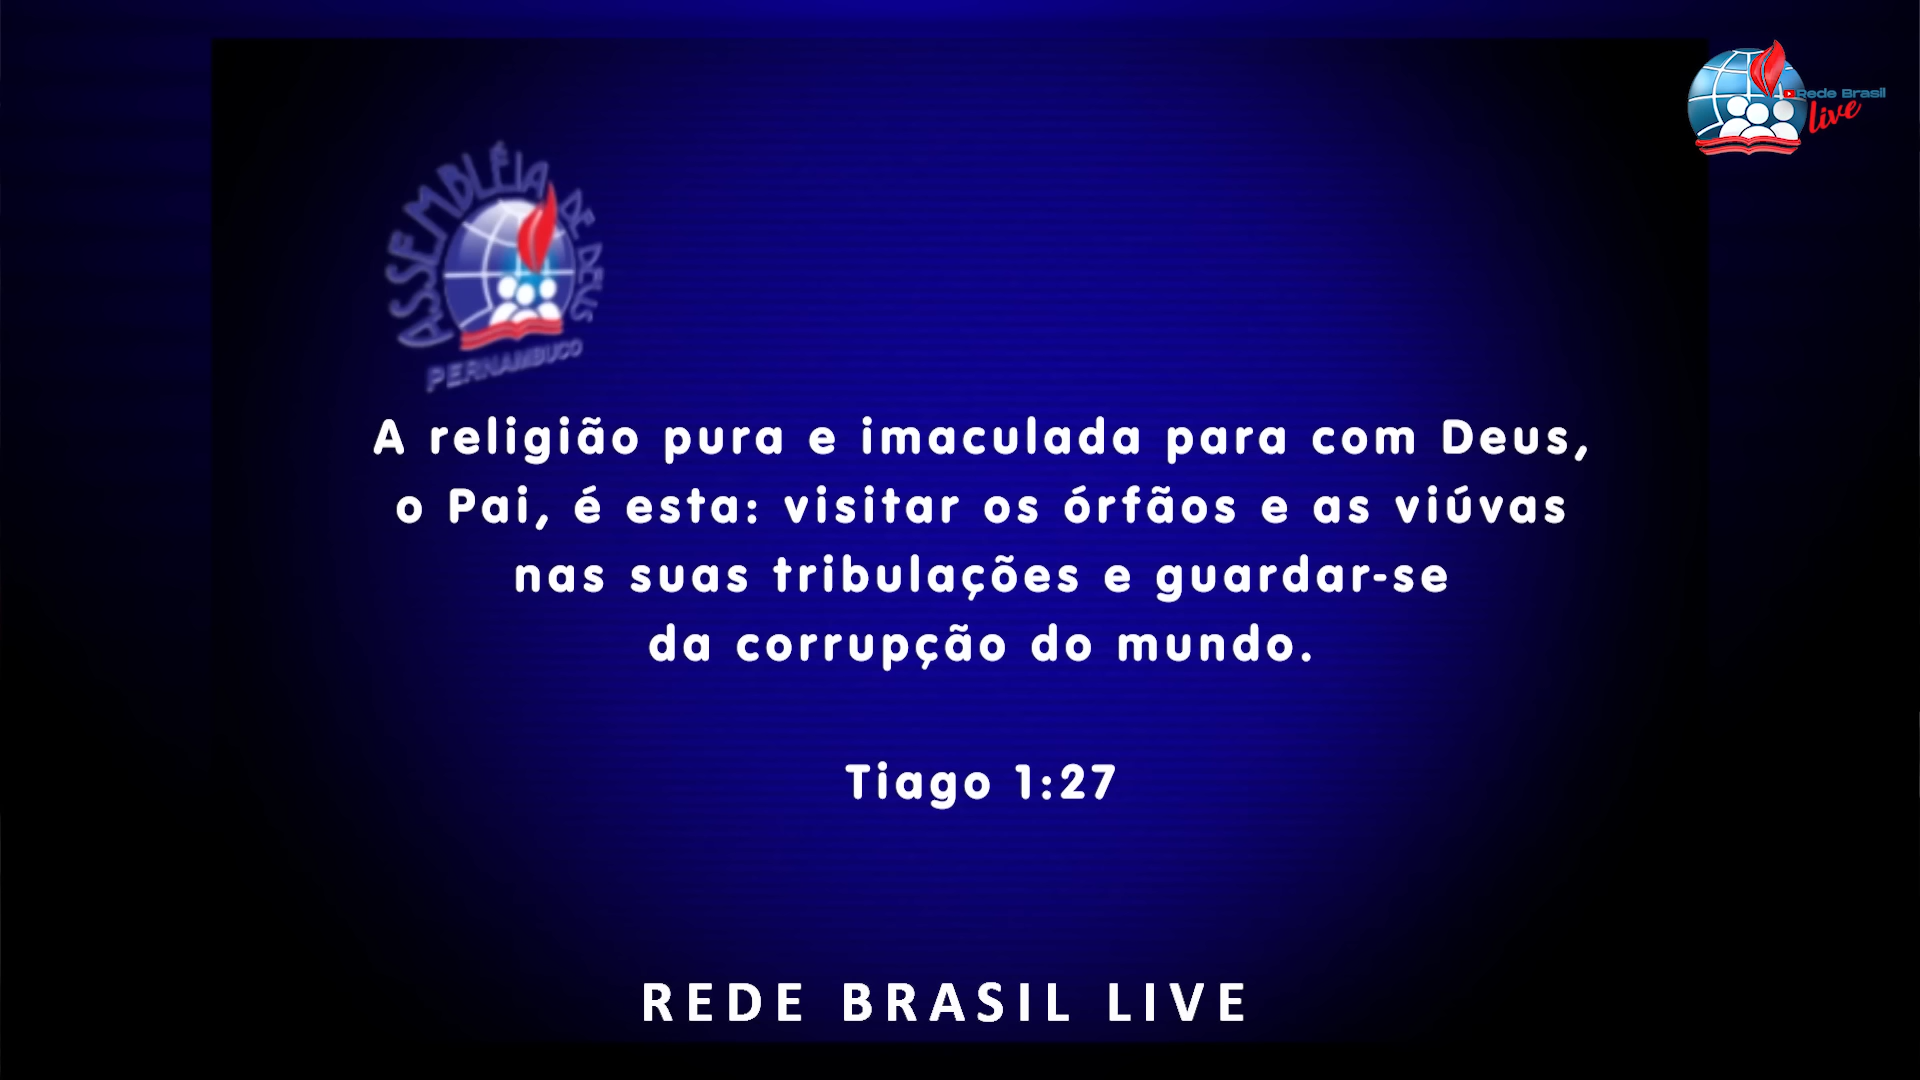 Rede Brasil
live
ASSEMBLÉIA DE DEUS
PERNAMBUCO
A religião pura e imaculada para com Deus,
o Pai, é esta: visitar os órfãos e as viúvas
nas suas tribulações e guardar-se
da corrupção do mundo.
Tiago 1:27
REDE BRASIL LIVE